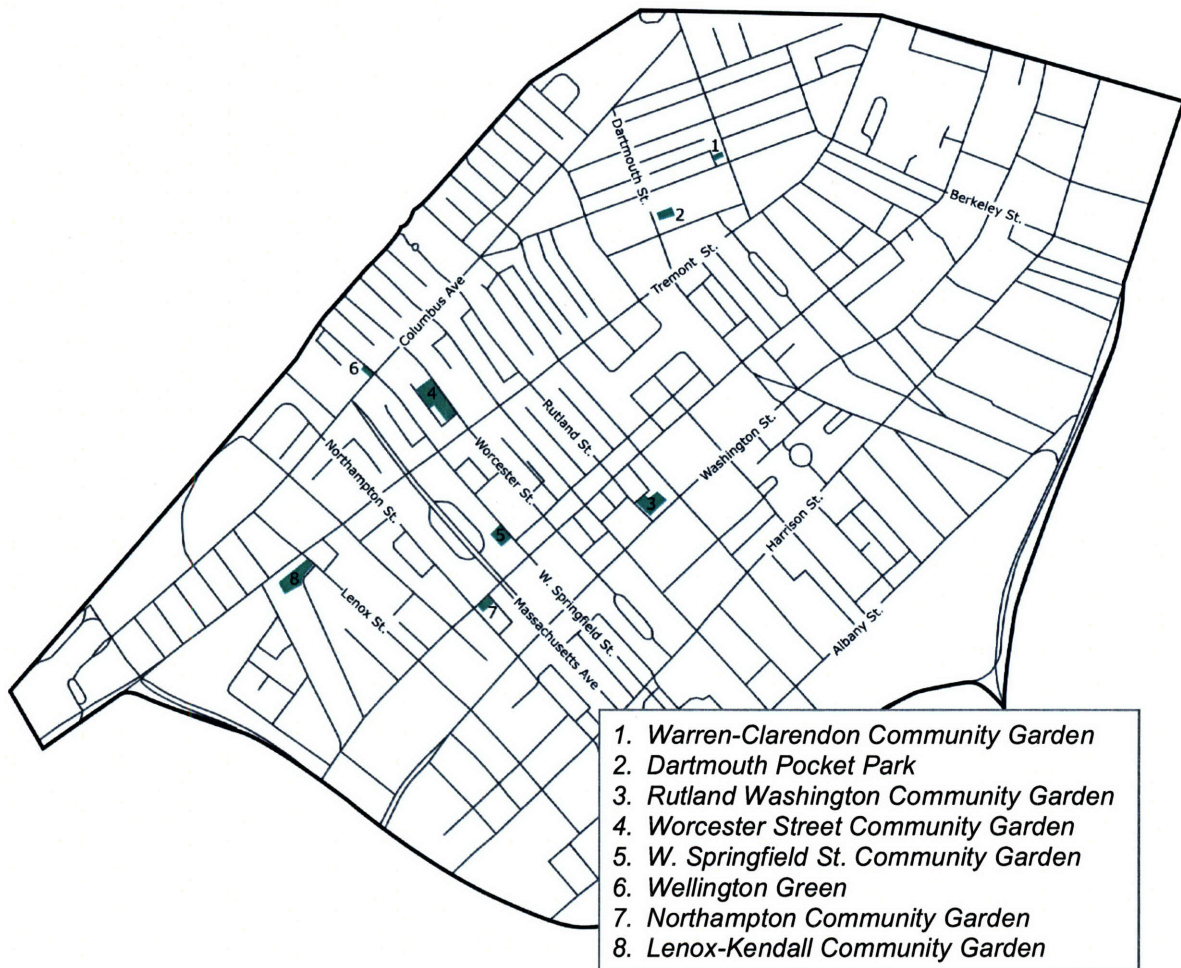 Dartmouth St.
1
2
Berkeley St.
Tremont St.
Columbus Ave
6
4
Rutland St.
Worcester St.
Washington St.
Northampton St.
3
5
Harrison St.
8
W. Springfield St.
7
Lenox St.
Massachusetts Ave
Albany St.
1. Warren-Clarendon Community Garden
2. Dartmouth Pocket Park
3. Rutland Washington Community Garden
4. Worcester Street Community Garden
5. W. Springfield St. Community Garden
6. Wellington Green
7. Northampton Community Garden
8. Lenox-Kendall Community Garden